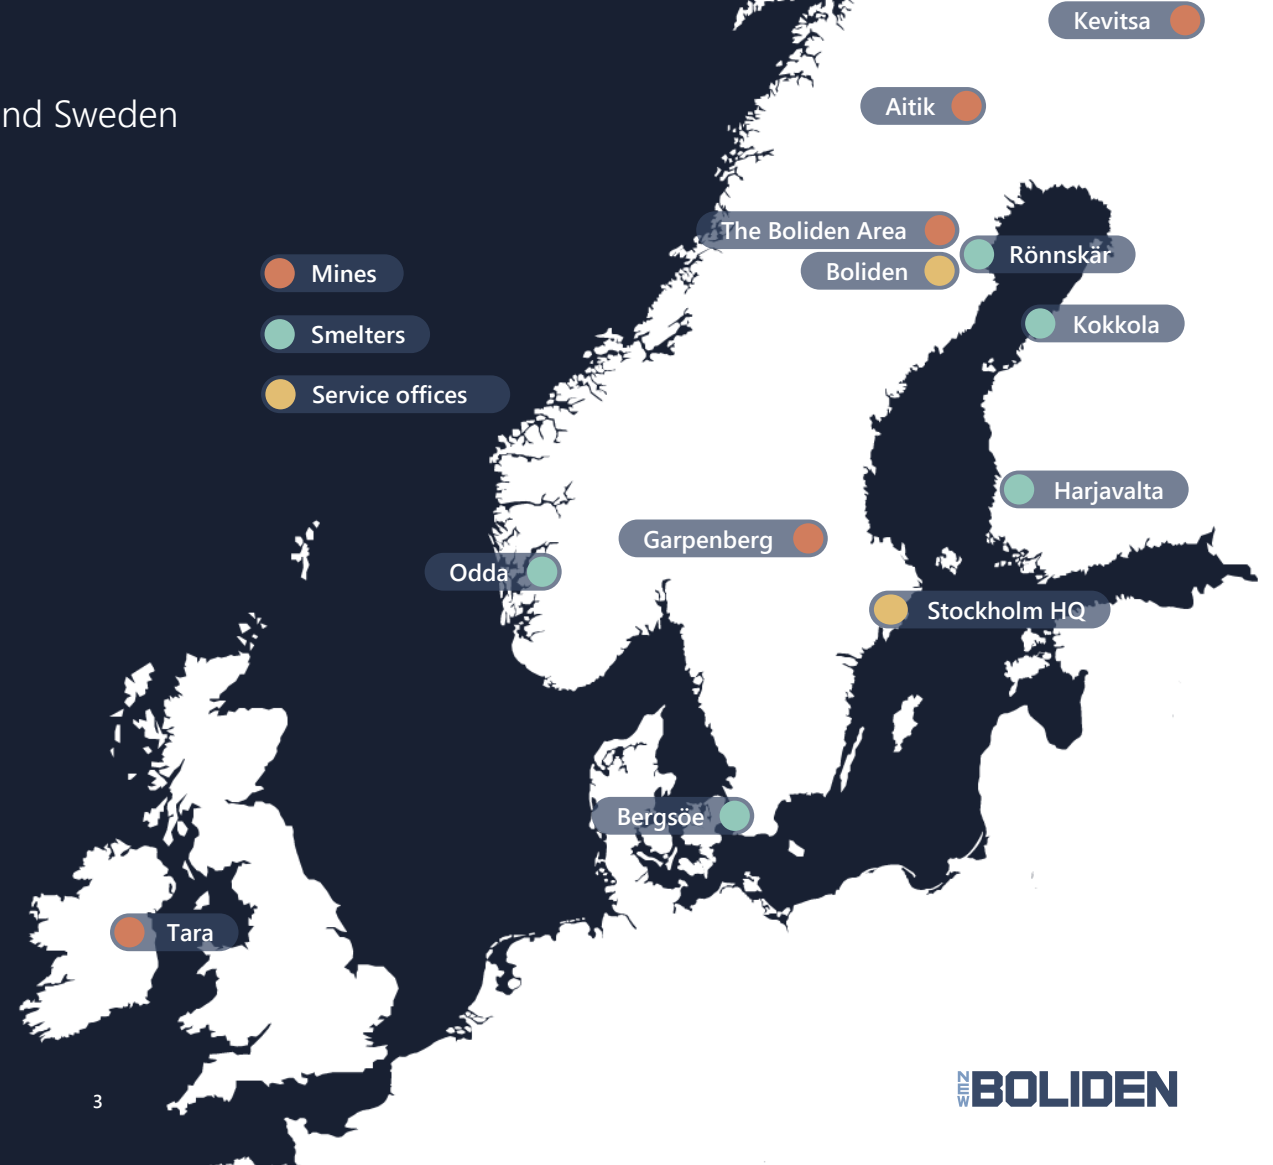 Kevitsa
Aitik
nd Sweden
The Boliden Area
Rönnskär
Boliden
Mines
Kokkola
Smelters
Service offices
Harjavalta
Garpenberg
Odda
Stockholm HQ
Bergsöe
Tara
3
NEW BOLIDEN